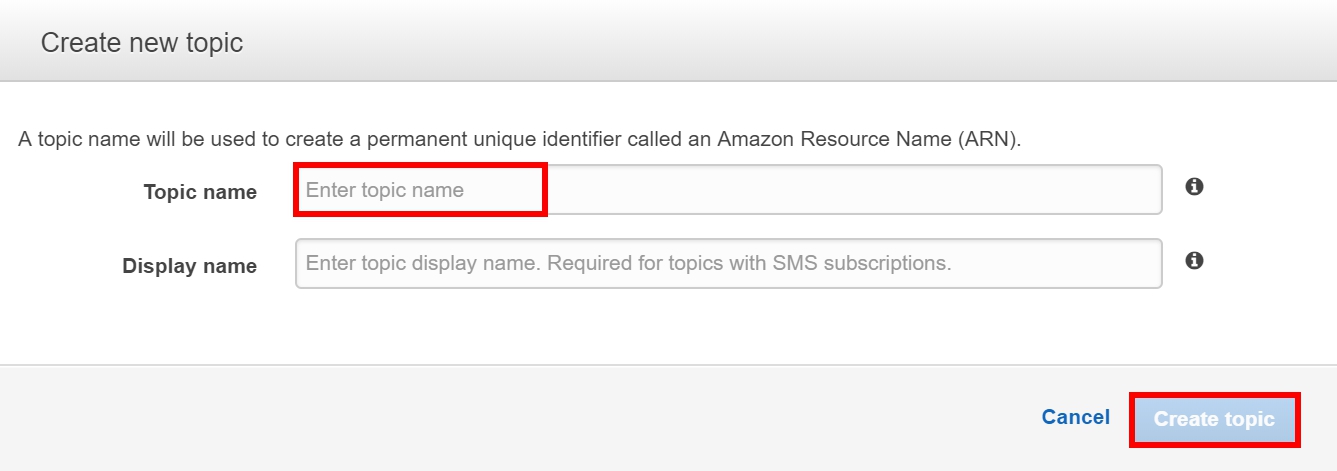 Create new topic
A topic name will be used to create a permanent unique identifier called an Amazon Resource Name (ARN).
Topic name
Enter topic name
Display name
Enter topic display name. Required for topics with SMS subscriptions.
Cancel
Create topic